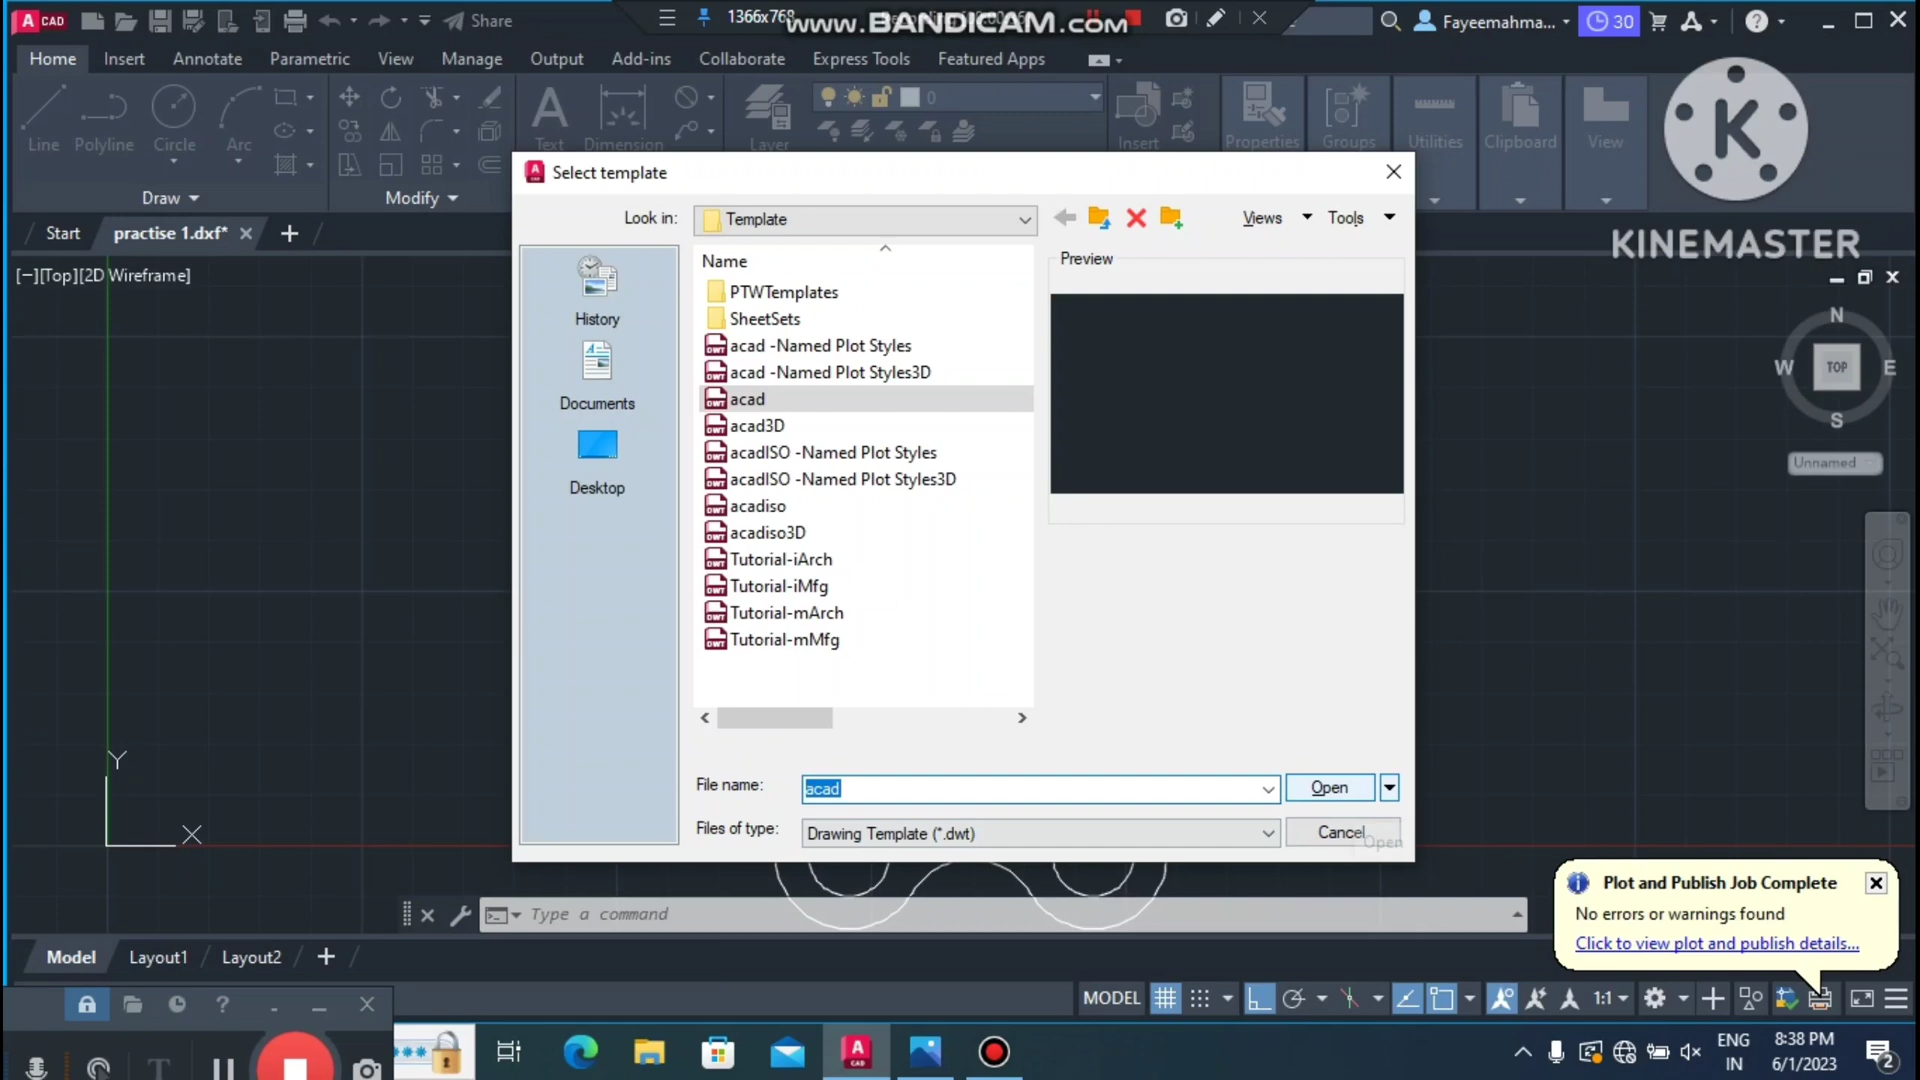 CAD
Share
1366x768
www.BANDICAM.com
Fayeemahma...
30
Home Insert Annotate Parametric View Manage Output Add-ins Collaborate Express Tools Featured Apps
0
Line Polyline Circle Arc Text Dimension Layer Insert Properties Groups Utilities Clipboard View
K
Draw Modify
KINEMASTER
Start practise 1.dxf*
[−][Top][2D Wireframe]
Select template
Look in: Template
Views Tools
History
Documents
Desktop
Name
PTWTemplates
SheetSets
acad -Named Plot Styles
acad -Named Plot Styles3D
acad
acad3D
acadISO -Named Plot Styles
acadISO -Named Plot Styles3D
acadiso
acadiso3D
Tutorial-iArch
Tutorial-iMfg
Tutorial-mArch
Tutorial-mMfg
Preview
File name: acad
Open
Files of type: Drawing Template (*.dwt)
Cancel
Open
N
W TOP E
S
Unnamed
Y
X
Type a command
Plot and Publish Job Complete
No errors or warnings found
Click to view plot and publish details...
Model Layout1 Layout2
MODEL
1:1
ENG
IN
8:38 PM
6/1/2023
2